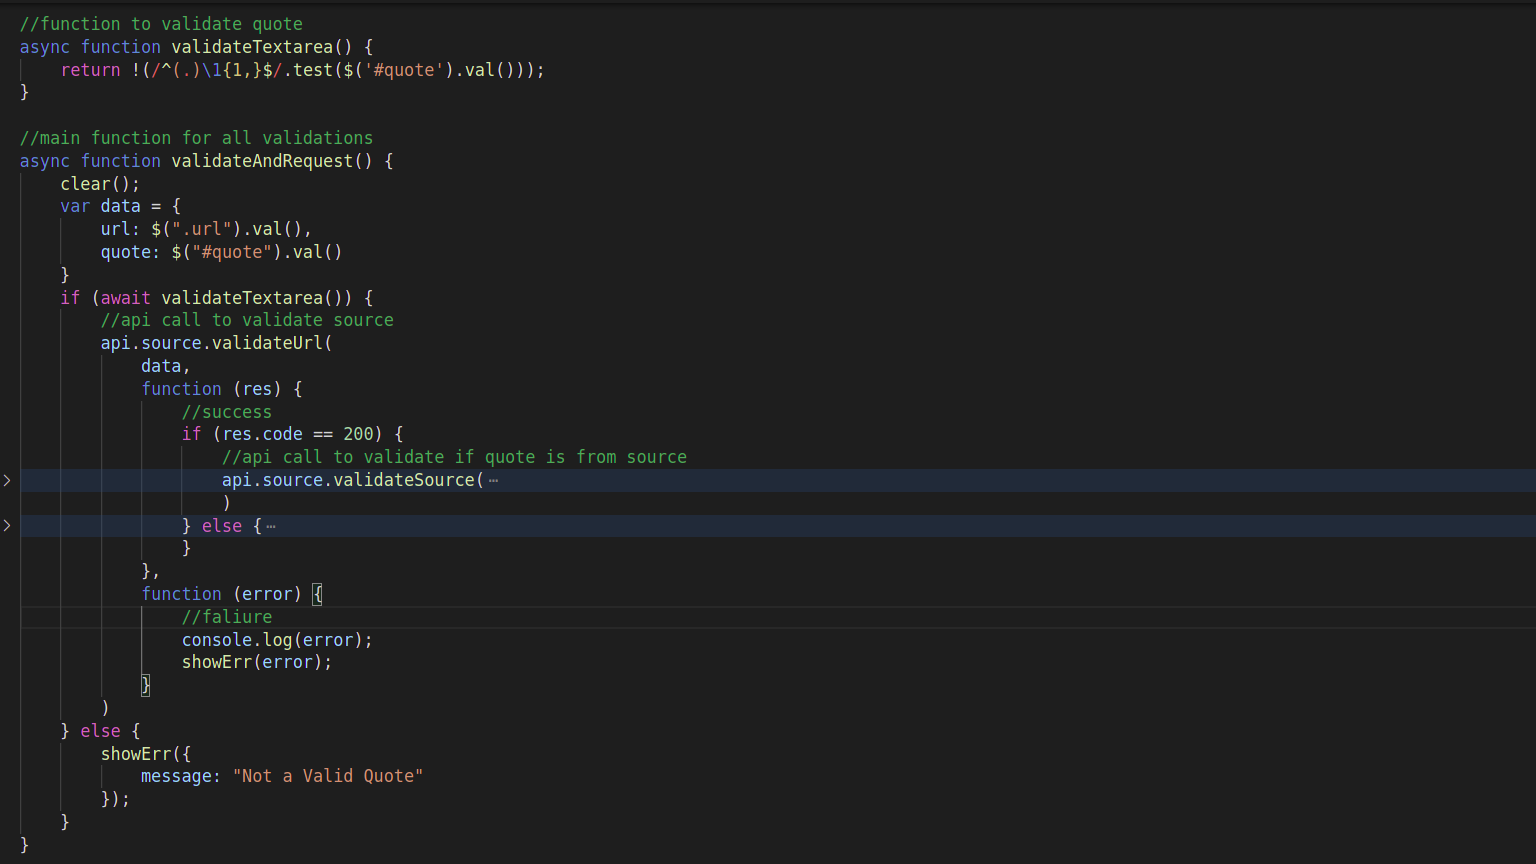 //function to validate quote
async function validateTextarea() {
    return !(/^(.)\1{1,}$/.test($('#quote').val()));
}

//main function for all validations
async function validateAndRequest() {
    clear();
    var data = {
        url: $(".url").val(),
        quote: $("#quote").val()
    }
    if (await validateTextarea()) {
        //api call to validate source
        api.source.validateUrl(
            data,
            function (res) {
                //success
                if (res.code == 200) {
                    //api call to validate if quote is from source
                    api.source.validateSource(⋯
                    )
                } else {⋯
                }
            },
            function (error) {
                //faliure
                console.log(error);
                showErr(error);
            }
        )
    } else {
        showErr({
            message: "Not a Valid Quote"
        });
    }
}